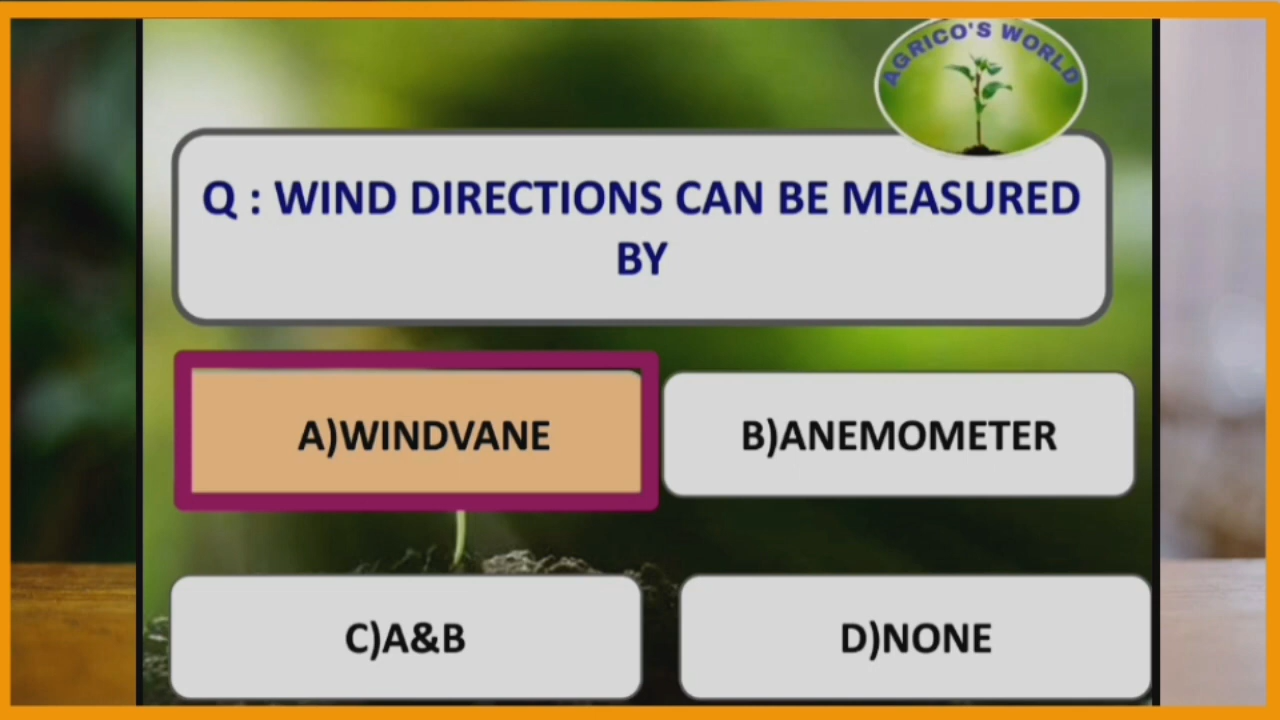 AGRICO'S WORLD
Q : WIND DIRECTIONS CAN BE MEASURED
BY
A)WINDVANE
B)ANEMOMETER
C)A&B
D)NONE